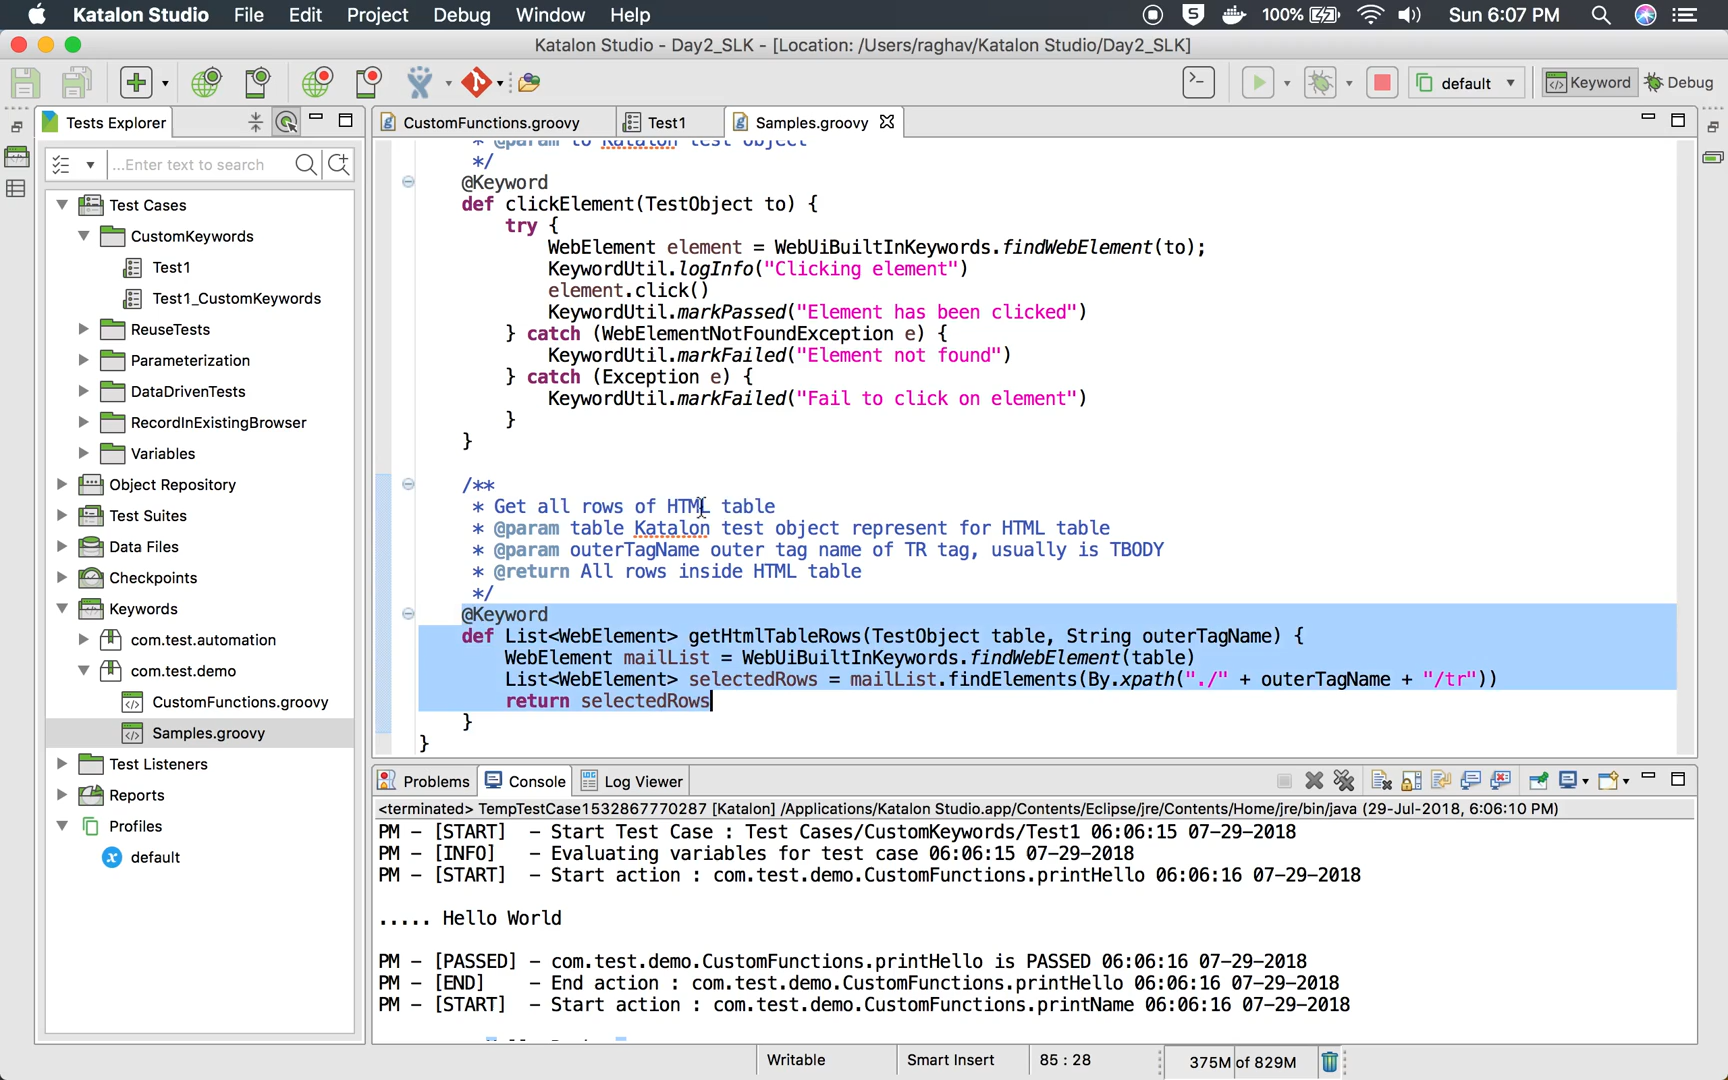 Katalon Studio File Edit Project Debug Window Help
100% Sun 6:07 PM
Katalon Studio - Day2_SLK - [Location: /Users/raghav/Katalon Studio/Day2_SLK]
default Keyword Debug
Tests Explorer
CustomFunctions.groovy Test1 Samples.groovy
...Enter text to search
Test Cases
CustomKeywords
Test1
Test1_CustomKeywords
ReuseTests
Parameterization
DataDrivenTests
RecordInExistingBrowser
Variables
Object Repository
Test Suites
Data Files
Checkpoints
Keywords
com.test.automation
com.test.demo
CustomFunctions.groovy
Samples.groovy
Test Listeners
Reports
Profiles
default
* @param to Katalon test object
*/
@Keyword
def clickElement(TestObject to) {
try {
WebElement element = WebUiBuiltInKeywords.findWebElement(to);
KeywordUtil.logInfo("Clicking element")
element.click()
KeywordUtil.markPassed("Element has been clicked")
} catch (WebElementNotFoundException e) {
KeywordUtil.markFailed("Element not found")
} catch (Exception e) {
KeywordUtil.markFailed("Fail to click on element")
}
}
/**
* Get all rows of HTML table
* @param table Katalon test object represent for HTML table
* @param outerTagName outer tag name of TR tag, usually is TBODY
* @return All rows inside HTML table
*/
@Keyword
def List<WebElement> getHtmlTableRows(TestObject table, String outerTagName) {
WebElement mailList = WebUiBuiltInKeywords.findWebElement(table)
List<WebElement> selectedRows = mailList.findElements(By.xpath("./" + outerTagName + "/tr"))
return selectedRows
}
}
Problems Console Log Viewer
<terminated> TempTestCase1532867770287 [Katalon] /Applications/Katalon Studio.app/Contents/Eclipse/jre/Contents/Home/jre/bin/java (29-Jul-2018, 6:06:10 PM)
PM - [START] - Start Test Case : Test Cases/CustomKeywords/Test1 06:06:15 07-29-2018
PM - [INFO] - Evaluating variables for test case 06:06:15 07-29-2018
PM - [START] - Start action : com.test.demo.CustomFunctions.printHello 06:06:16 07-29-2018
..... Hello World
PM - [PASSED] - com.test.demo.CustomFunctions.printHello is PASSED 06:06:16 07-29-2018
PM - [END] - End action : com.test.demo.CustomFunctions.printHello 06:06:16 07-29-2018
PM - [START] - Start action : com.test.demo.CustomFunctions.printName 06:06:16 07-29-2018
Writable Smart Insert 85 : 28 375M of 829M